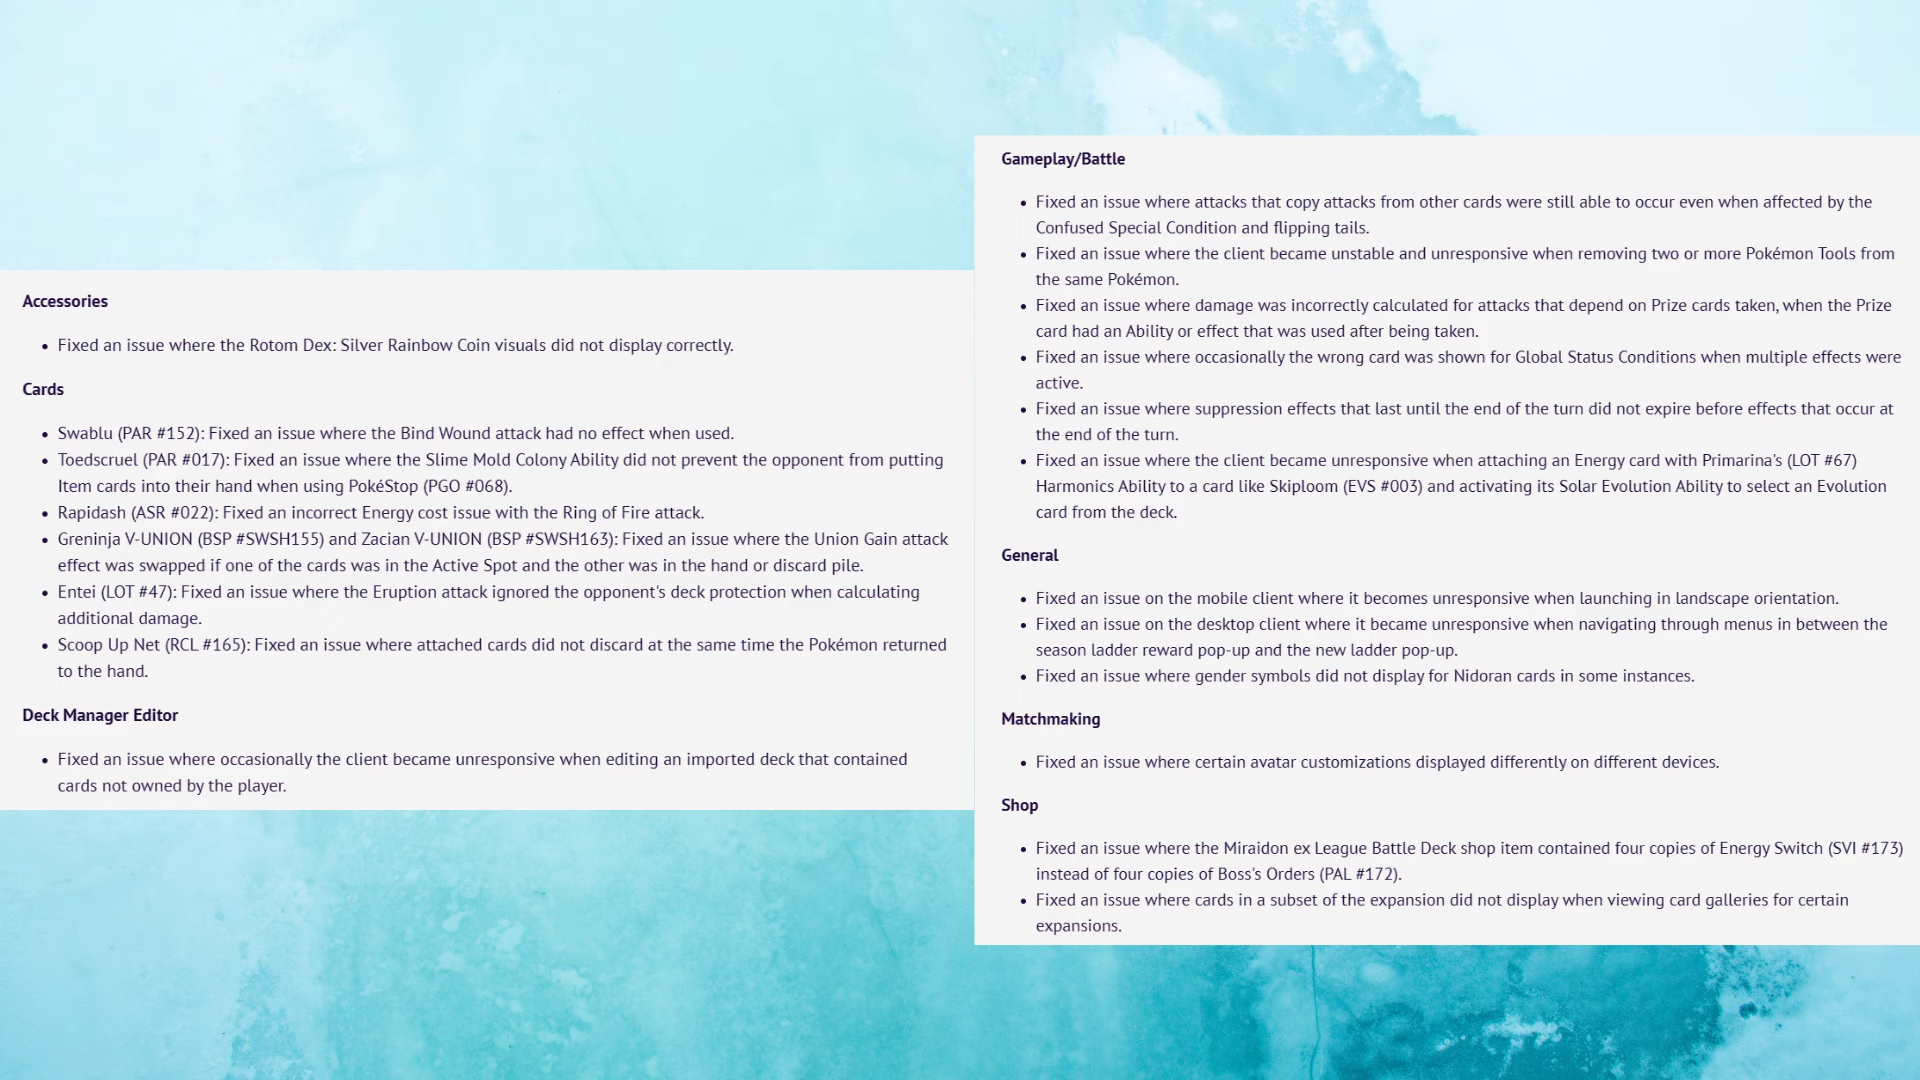 Accessories
• Fixed an issue where the Rotom Dex: Silver Rainbow Coin visuals did not display correctly.
Cards
• Swablu (PAR #152): Fixed an issue where the Bind Wound attack had no effect when used.
• Toedscruel (PAR #017): Fixed an issue where the Slime Mold Colony Ability did not prevent the opponent from putting
Item cards into their hand when using PokéStop (PGO #068).
• Rapidash (ASR #022): Fixed an incorrect Energy cost issue with the Ring of Fire attack.
• Greninja V-UNION (BSP #SWSH155) and Zacian V-UNION (BSP #SWSH163): Fixed an issue where the Union Gain attack
effect was swapped if one of the cards was in the Active Spot and the other was in the hand or discard pile.
• Entei (LOT #47): Fixed an issue where the Eruption attack ignored the opponent's deck protection when calculating
additional damage.
• Scoop Up Net (RCL #165): Fixed an issue where attached cards did not discard at the same time the Pokémon returned
to the hand.
Deck Manager Editor
• Fixed an issue where occasionally the client became unresponsive when editing an imported deck that contained
cards not owned by the player.
Gameplay/Battle
• Fixed an issue where attacks that copy attacks from other cards were still able to occur even when affected by the
Confused Special Condition and flipping tails.
• Fixed an issue where the client became unstable and unresponsive when removing two or more Pokémon Tools from
the same Pokémon.
• Fixed an issue where damage was incorrectly calculated for attacks that depend on Prize cards taken, when the Prize
card had an Ability or effect that was used after being taken.
• Fixed an issue where occasionally the wrong card was shown for Global Status Conditions when multiple effects were
active.
• Fixed an issue where suppression effects that last until the end of the turn did not expire before effects that occur at
the end of the turn.
• Fixed an issue where the client became unresponsive when attaching an Energy card with Primarina's (LOT #67)
Harmonics Ability to a card like Skiploom (EVS #003) and activating its Solar Evolution Ability to select an Evolution
card from the deck.
General
• Fixed an issue on the mobile client where it becomes unresponsive when launching in landscape orientation.
• Fixed an issue on the desktop client where it became unresponsive when navigating through menus in between the
season ladder reward pop-up and the new ladder pop-up.
• Fixed an issue where gender symbols did not display for Nidoran cards in some instances.
Matchmaking
• Fixed an issue where certain avatar customizations displayed differently on different devices.
Shop
• Fixed an issue where the Miraidon ex League Battle Deck shop item contained four copies of Energy Switch (SVI #173)
instead of four copies of Boss's Orders (PAL #172).
• Fixed an issue where cards in a subset of the expansion did not display when viewing card galleries for certain
expansions.